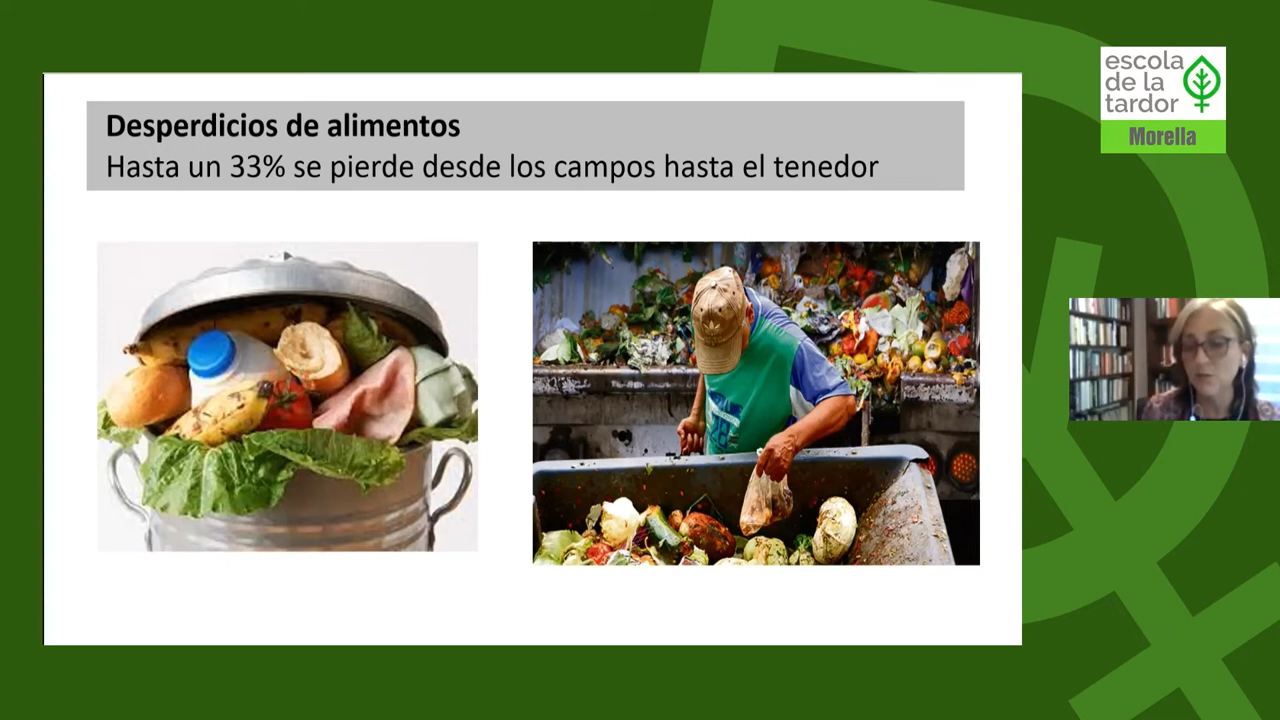 Desperdicios de alimentos
Hasta un 33% se pierde desde los campos hasta el tenedor
escola
de la
tardor
Morella